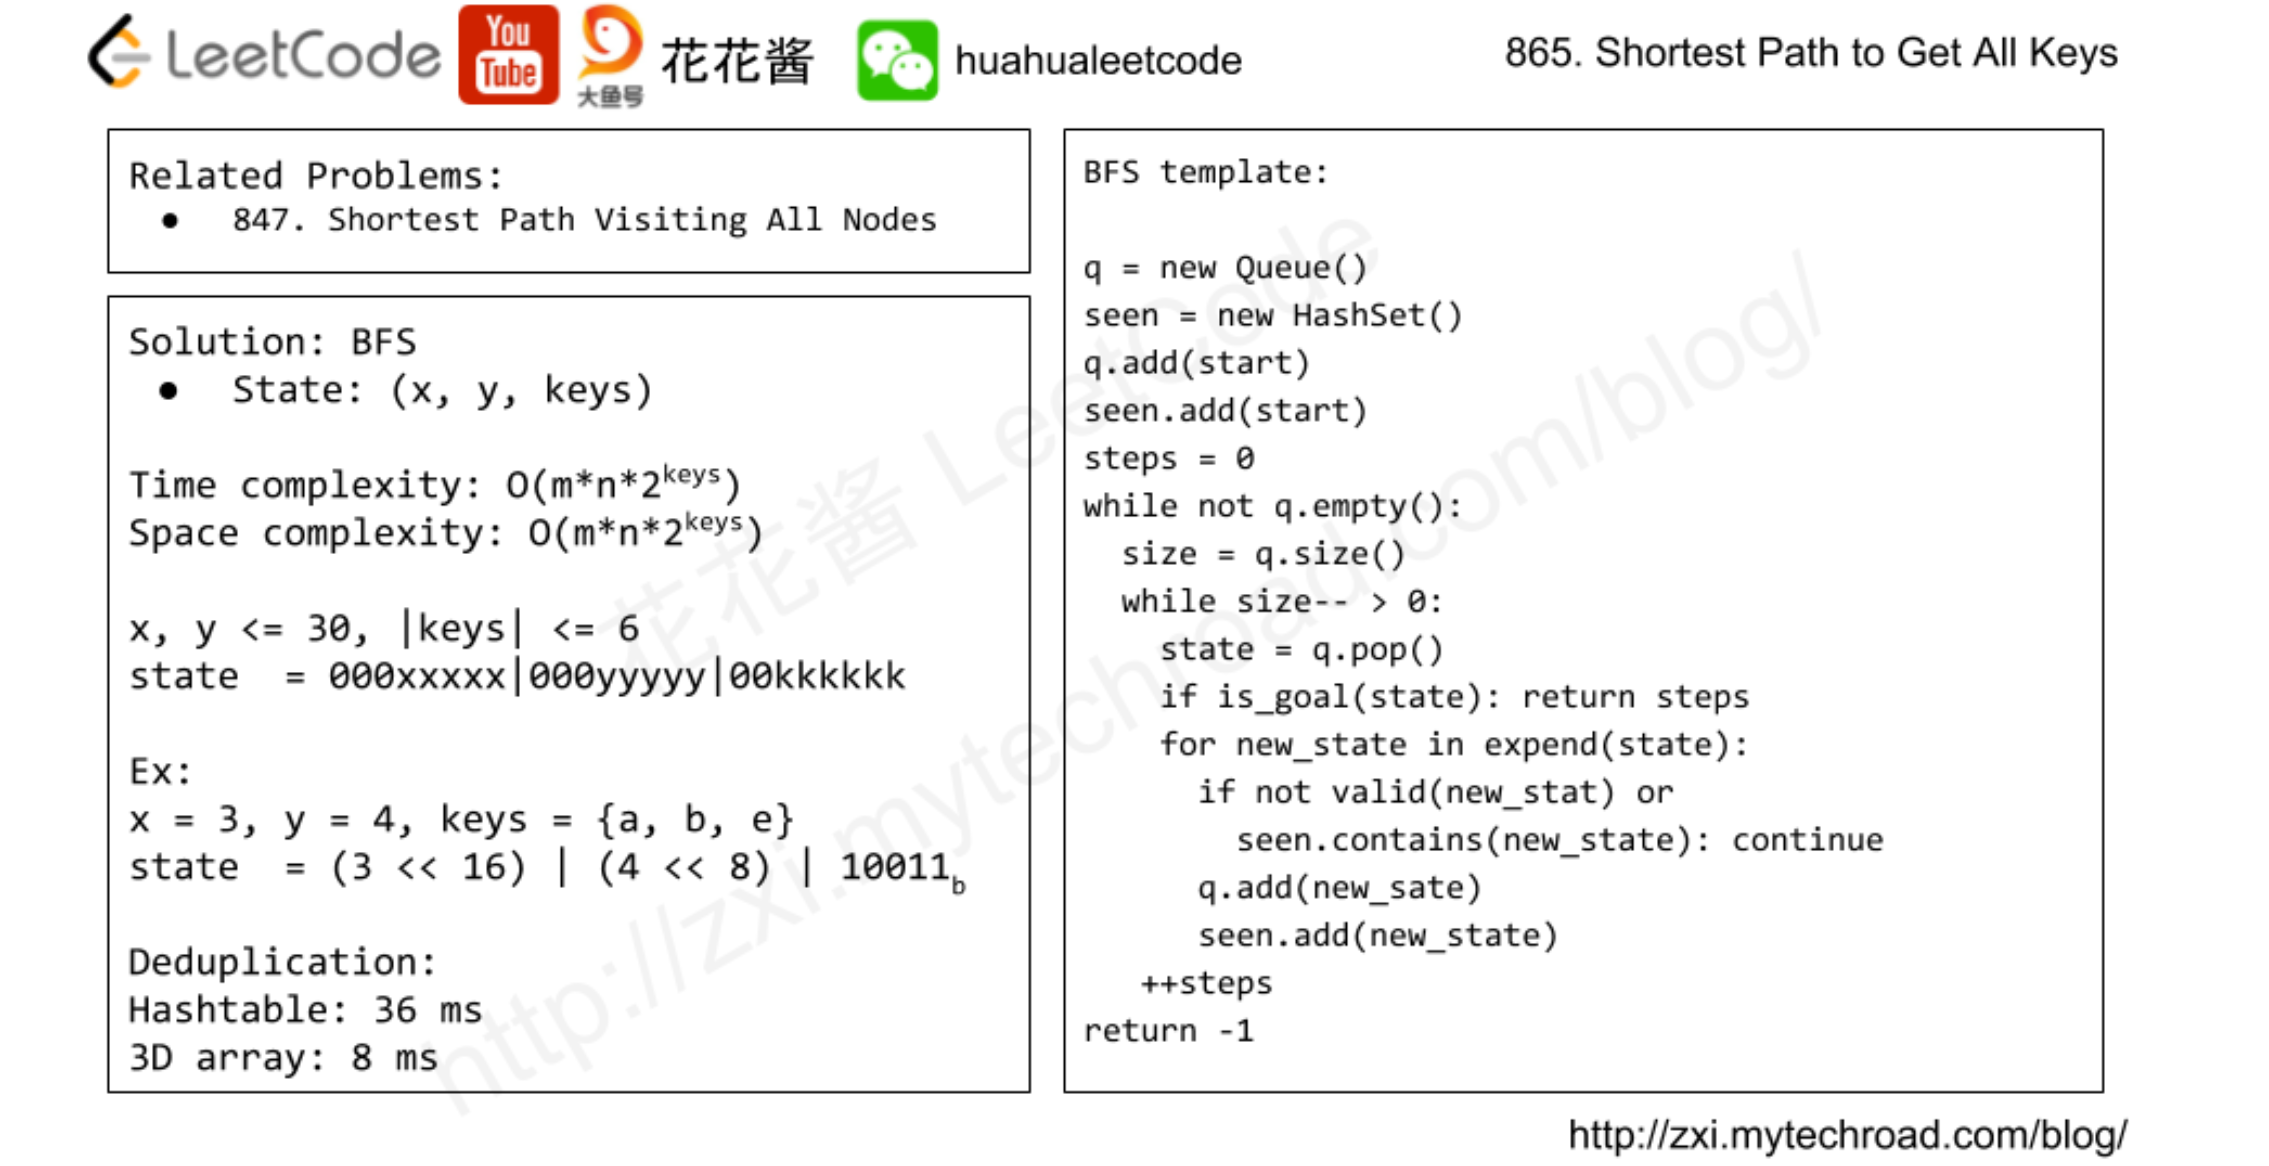 LeetCode
You
Tube
大鱼号
花花酱
huahualeetcode
865. Shortest Path to Get All Keys
Related Problems:
● 847. Shortest Path Visiting All Nodes
Solution: BFS
● State: (x, y, keys)
Time complexity: O(m*n*2^keys)
Space complexity: O(m*n*2^keys)
x, y <= 30, |keys| <= 6
state = 000xxxxx|000yyyyy|00kkkkkk
Ex:
x = 3, y = 4, keys = {a, b, e}
state = (3 << 16) | (4 << 8) | 10011_b
Deduplication:
Hashtable: 36 ms
3D array: 8 ms
BFS template:
q = new Queue()
seen = new HashSet()
q.add(start)
seen.add(start)
steps = 0
while not q.empty():
  size = q.size()
  while size-- > 0:
    state = q.pop()
    if is_goal(state): return steps
    for new_state in expend(state):
      if not valid(new_stat) or
        seen.contains(new_state): continue
      q.add(new_sate)
      seen.add(new_state)
   ++steps
return -1
花花酱 LeetCode
http://zxi.mytechroad.com/blog/
http://zxi.mytechroad.com/blog/